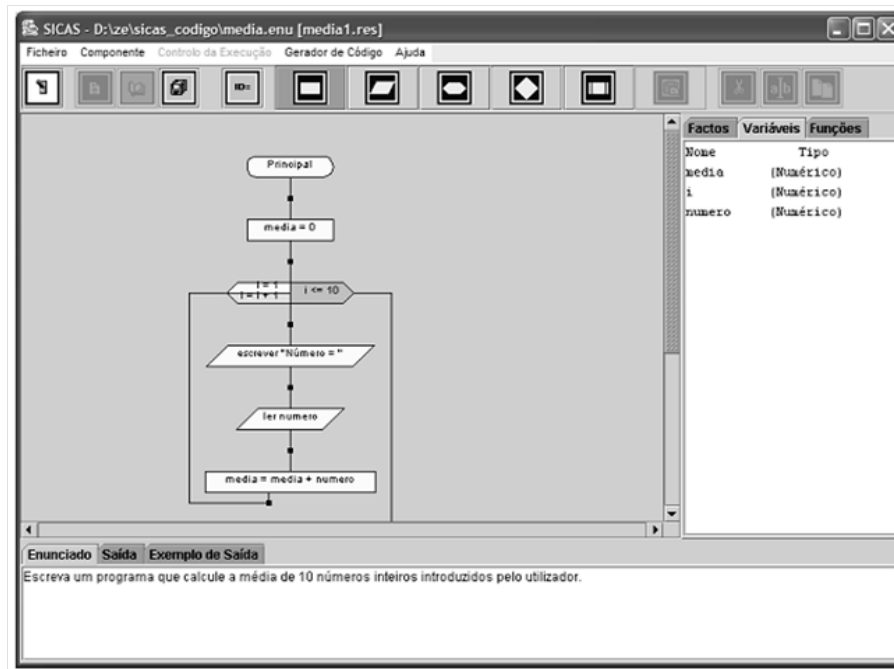 SICAS - D:\ze\sicas_codigo\media.enu [media1.res]
Ficheiro Componente Controlo da Execução Gerador de Código Ajuda
ID=
a|b
Factos Variáveis Funções
Nome Tipo
media (Numérico)
i (Numérico)
numero (Numérico)
Principal
media = 0
i = 1
i = i + 1
i <= 10
escrever "Número = "
ler numero
media = media + numero
Enunciado Saída Exemplo de Saída
Escreva um programa que calcule a média de 10 números inteiros introduzidos pelo utilizador.